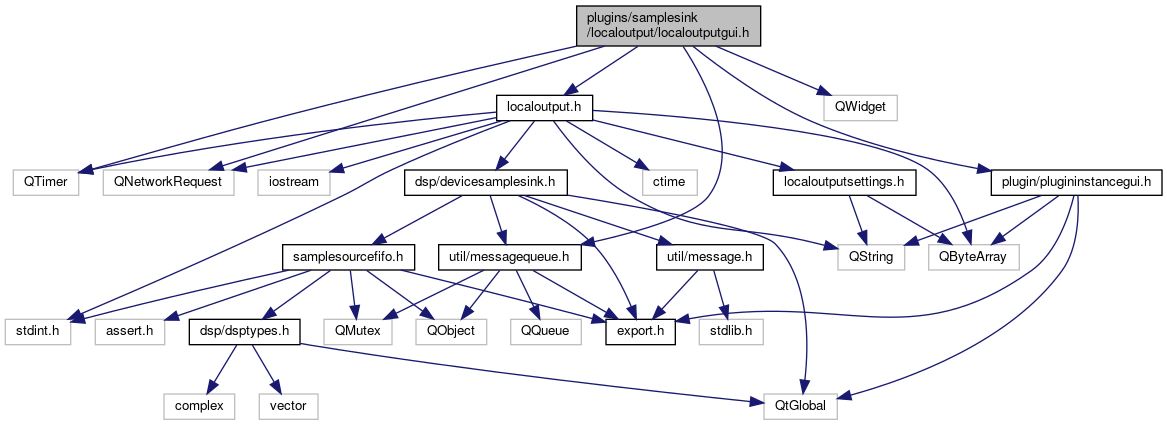 plugins/samplesink
/localoutput/localoutputgui.h
localoutput.h
QWidget
QTimer
QNetworkRequest
iostream
dsp/devicesamplesink.h
ctime
localoutputsettings.h
plugin/plugininstancegui.h
samplesourcefifo.h
util/messagequeue.h
util/message.h
QString
QByteArray
stdint.h
assert.h
dsp/dsptypes.h
QMutex
QObject
QQueue
export.h
stdlib.h
complex
vector
QtGlobal